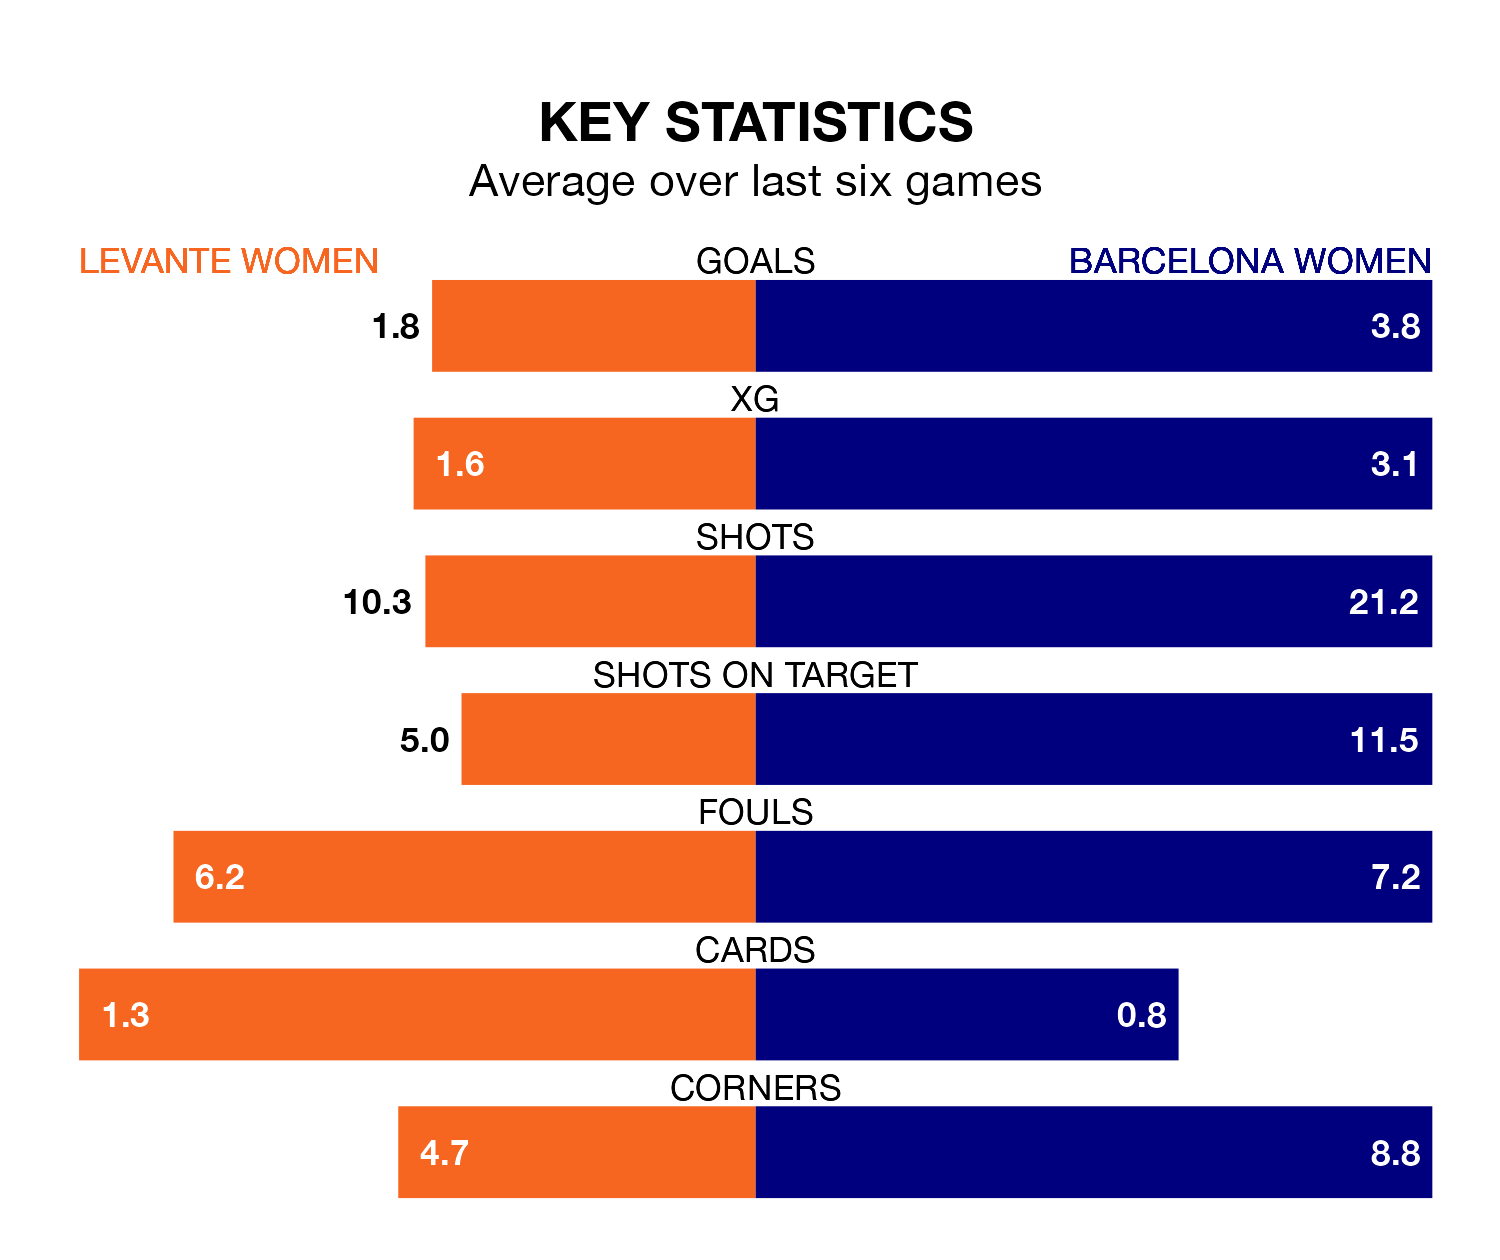 KEY STATISTICS
Average over last six games
LEVANTE WOMEN GOALS BARCELONA WOMEN
1.8 3.8
XG
1.6 3.1
SHOTS
10.3 21.2
SHOTS ON TARGET
5.0 11.5
FOULS
6.2 7.2
CARDS
1.3 0.8
CORNERS
4.7 8.8